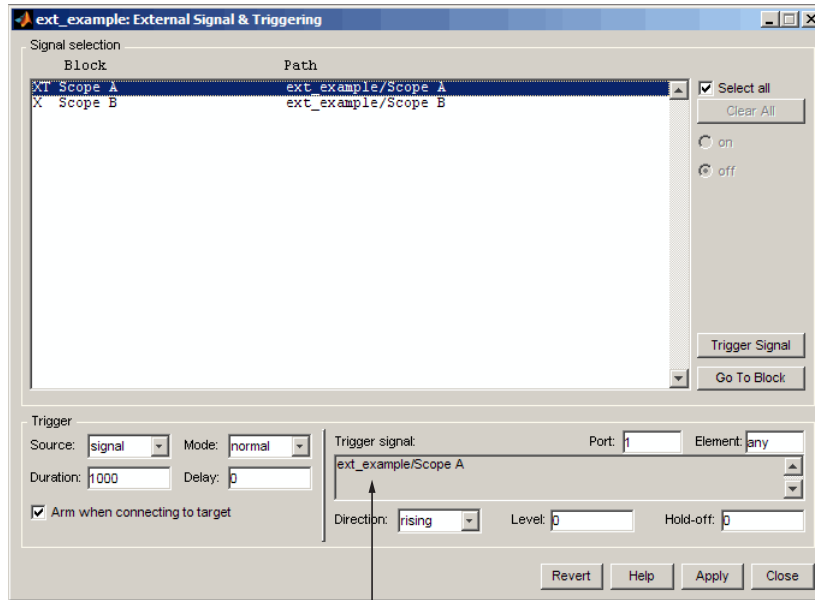 ext_example: External Signal & Triggering
Signal selection
Block Path
XT Scope A ext_example/Scope A
X Scope B ext_example/Scope B
Select all
Clear All
on
off
Trigger Signal
Go To Block
Trigger
Source: signal Mode: normal
Duration: 1000 Delay: 0
Arm when connecting to target
Trigger signal: Port: 1 Element: any
ext_example/Scope A
Direction: rising Level: 0 Hold-off: 0
Revert Help Apply Close